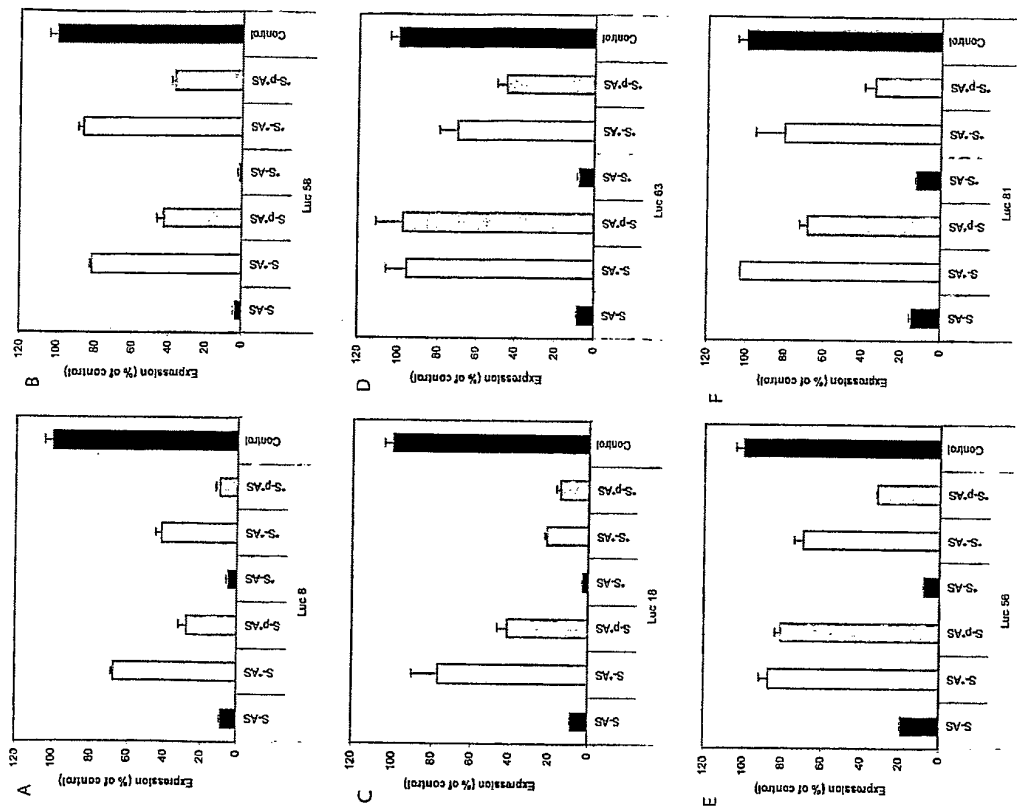 A
Expression (% of control)
120
100
80
60
40
20
0
S-AS
S-*AS
S-p*AS
*S-AS
*S-*AS
*S-p*AS
Control
Luc 8
B
Expression (% of control)
120
100
80
60
40
20
0
S-AS
S-*AS
S-p*AS
*S-AS
*S-*AS
*S-p*AS
Control
Luc 58
C
Expression (% of control)
120
100
80
60
40
20
0
S-AS
S-*AS
S-p*AS
*S-AS
*S-*AS
*S-p*AS
Control
Luc 18
D
Expression (% of control)
120
100
80
60
40
20
0
S-AS
S-*AS
S-p*AS
*S-AS
*S-*AS
*S-p*AS
Control
Luc 63
E
Expression (% of control)
120
100
80
60
40
20
0
S-AS
S-*AS
S-p*AS
*S-AS
*S-*AS
*S-p*AS
Control
Luc 56
F
Expression (% of control)
120
100
80
60
40
20
0
S-AS
S-*AS
S-p*AS
*S-AS
*S-*AS
*S-p*AS
Control
Luc 81